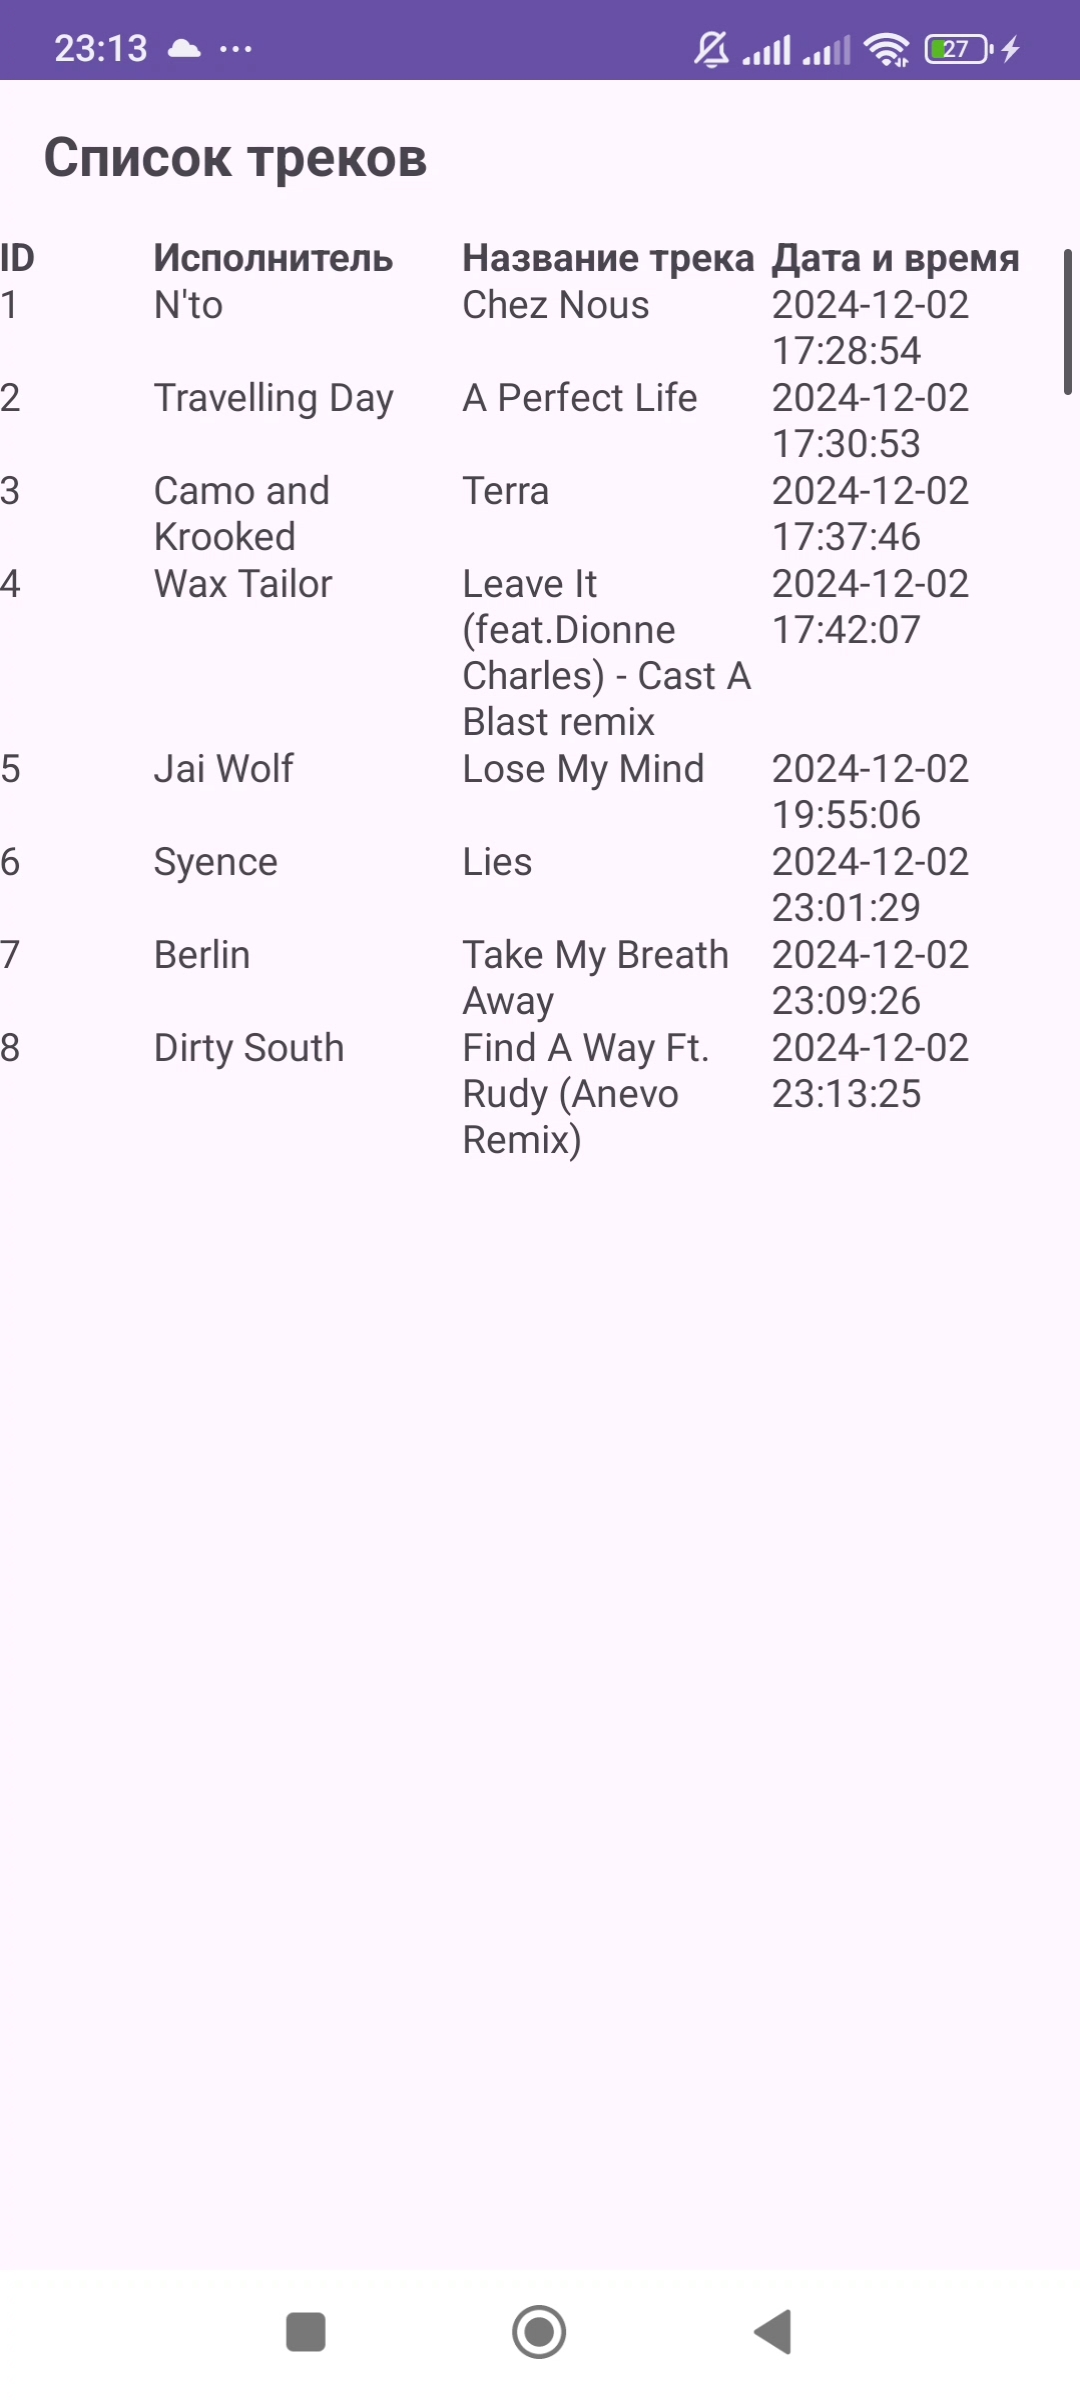 23:13
27
Список треков
ID Исполнитель Название трека Дата и время
1 N'to Chez Nous 2024-12-02
17:28:54
2 Travelling Day A Perfect Life 2024-12-02
17:30:53
3 Camo and Terra 2024-12-02
Krooked 17:37:46
4 Wax Tailor Leave It 2024-12-02
(feat.Dionne 17:42:07
Charles) - Cast A
Blast remix
5 Jai Wolf Lose My Mind 2024-12-02
19:55:06
6 Syence Lies 2024-12-02
23:01:29
7 Berlin Take My Breath 2024-12-02
Away 23:09:26
8 Dirty South Find A Way Ft. 2024-12-02
Rudy (Anevo 23:13:25
Remix)